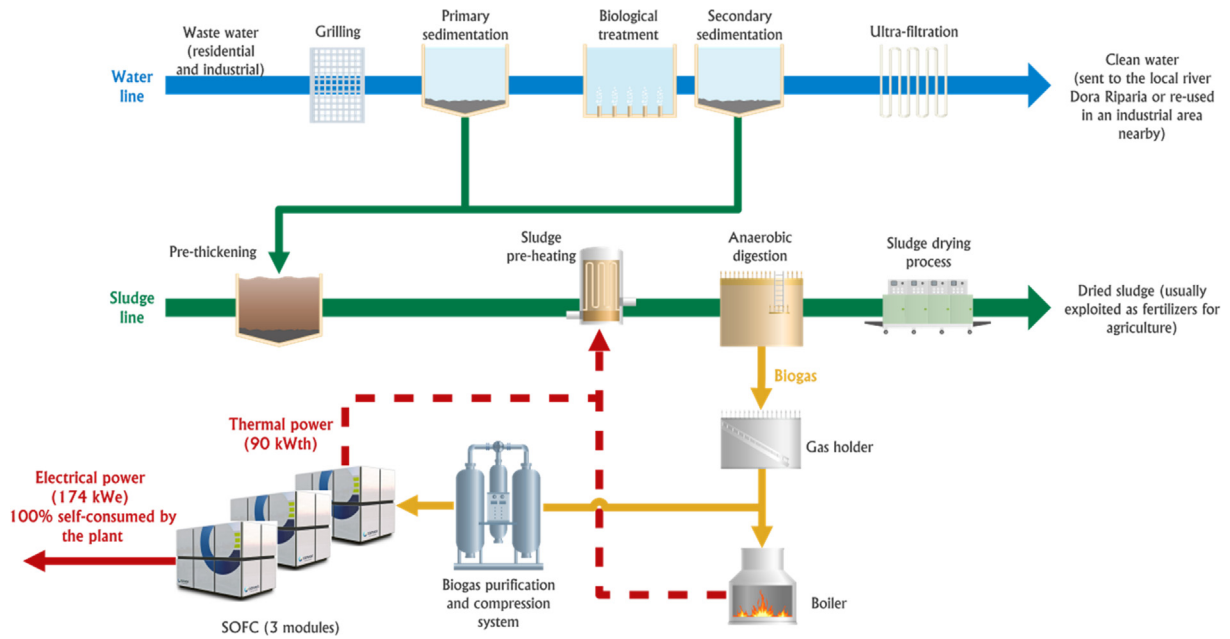 Waste water
(residential
and industrial)
Grilling
Primary
sedimentation
Biological
treatment
Secondary
sedimentation
Ultra-filtration
Clean water
(sent to the local river
Dora Riparia or re-used
in an industrial area
nearby)
Water
line
Pre-thickening
Sludge
pre-heating
Anaerobic
digestion
Sludge drying
process
Sludge
line
Dried sludge (usually
exploited as fertilizers for
agriculture)
Biogas
Thermal power
(90 kWth)
Gas holder
Electrical power
(174 kWe)
100% self-consumed by
the plant
Biogas purification
and compression
system
Boiler
SOFC (3 modules)